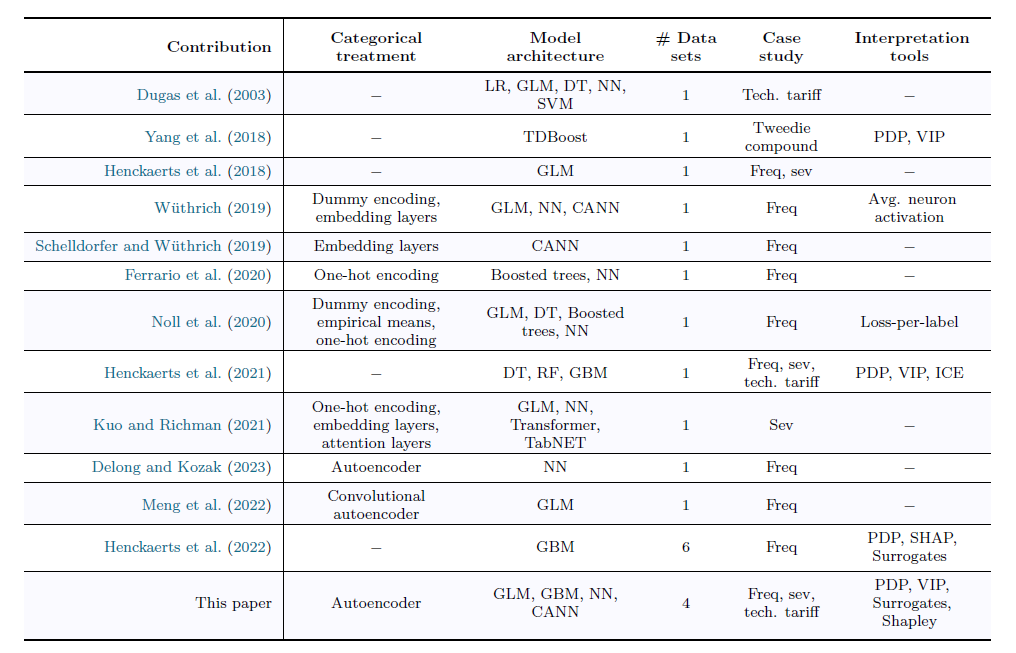 Contribution | Categorical treatment | Model architecture | # Data sets | Case study | Interpretation tools
Dugas et al. (2003) | − | LR, GLM, DT, NN, SVM | 1 | Tech. tariff | −
Yang et al. (2018) | − | TDBoost | 1 | Tweedie compound | PDP, VIP
Henckaerts et al. (2018) | − | GLM | 1 | Freq, sev | −
Wüthrich (2019) | Dummy encoding, embedding layers | GLM, NN, CANN | 1 | Freq | Avg. neuron activation
Schelldorfer and Wüthrich (2019) | Embedding layers | CANN | 1 | Freq | −
Ferrario et al. (2020) | One-hot encoding | Boosted trees, NN | 1 | Freq | −
Noll et al. (2020) | Dummy encoding, empirical means, one-hot encoding | GLM, DT, Boosted trees, NN | 1 | Freq | Loss-per-label
Henckaerts et al. (2021) | − | DT, RF, GBM | 1 | Freq, sev, tech. tariff | PDP, VIP, ICE
Kuo and Richman (2021) | One-hot encoding, embedding layers, attention layers | GLM, NN, Transformer, TabNET | 1 | Sev | −
Delong and Kozak (2023) | Autoencoder | NN | 1 | Freq | −
Meng et al. (2022) | Convolutional autoencoder | GLM | 1 | Freq | −
Henckaerts et al. (2022) | − | GBM | 6 | Freq | PDP, SHAP, Surrogates
This paper | Autoencoder | GLM, GBM, NN, CANN | 4 | Freq, sev, tech. tariff | PDP, VIP, Surrogates, Shapley